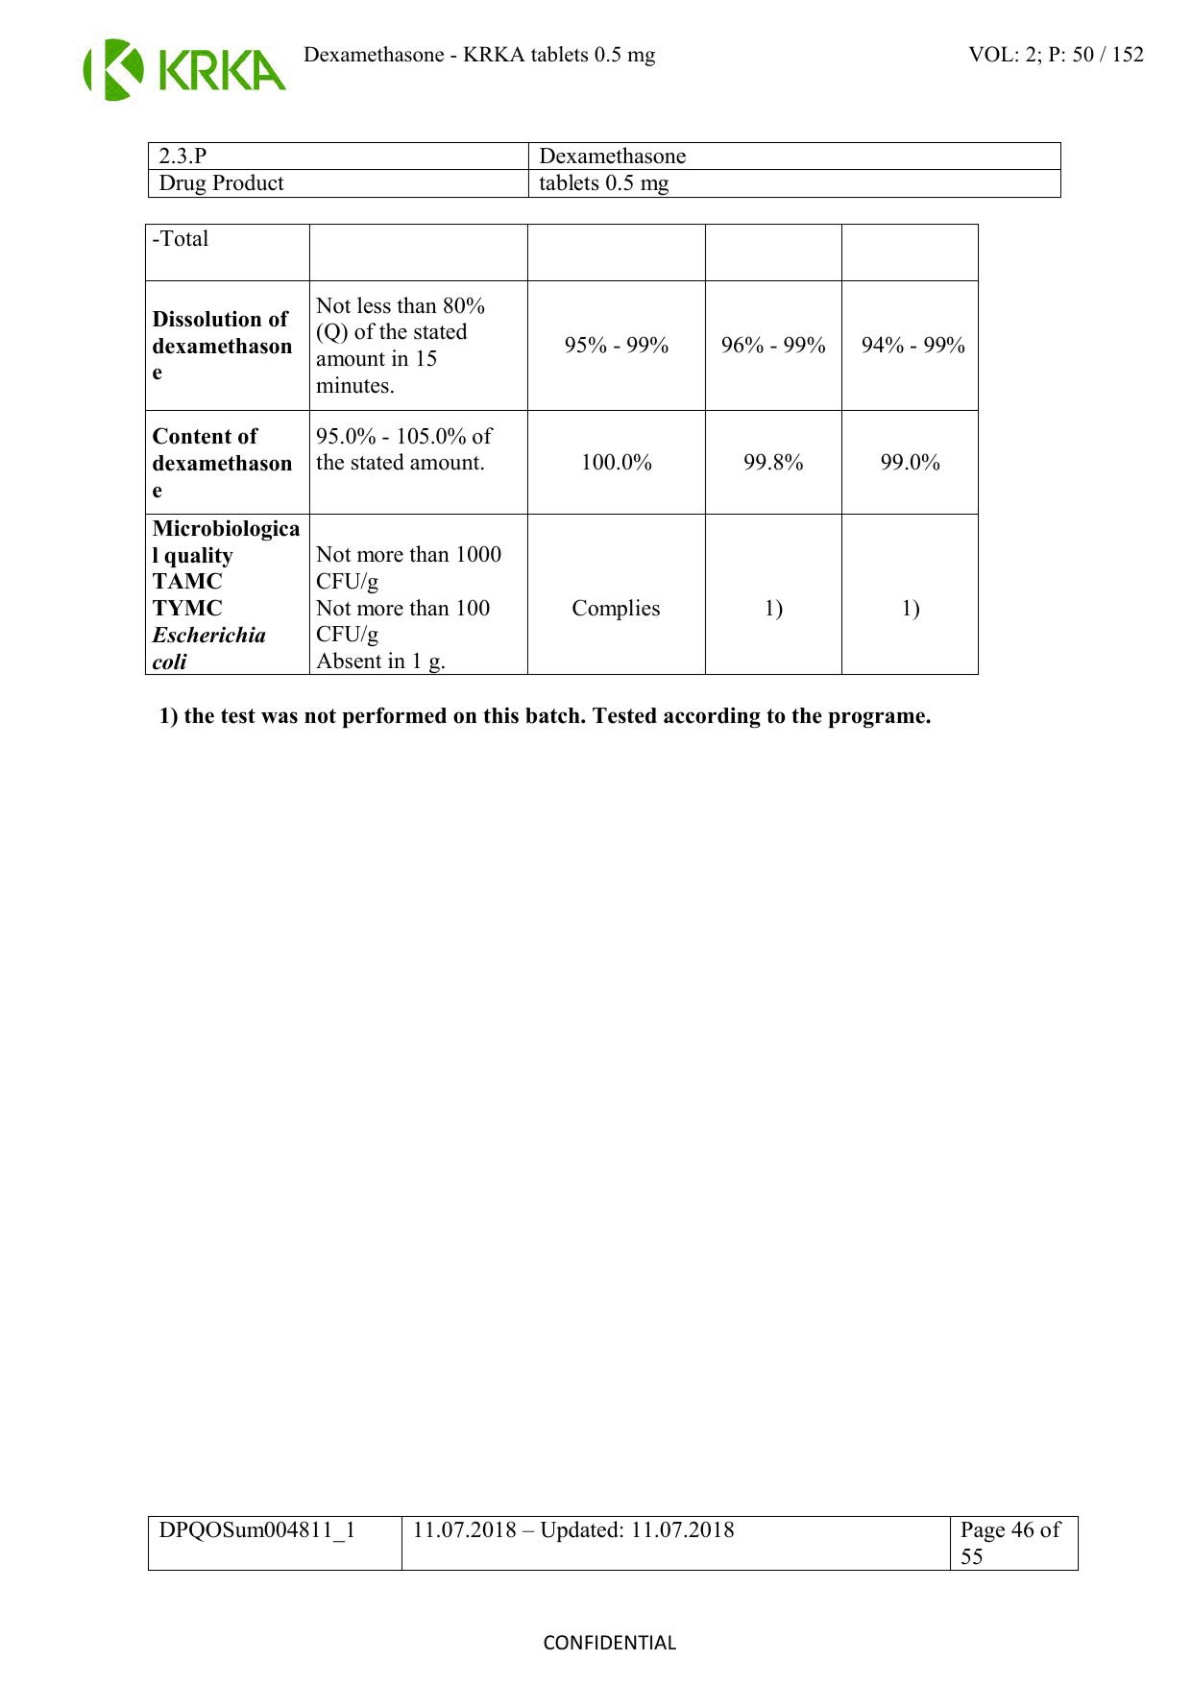 KRKA
Dexamethasone - KRKA tablets 0.5 mg
VOL: 2; P: 50 / 152
2.3.P
Dexamethasone
Drug Product
tablets 0.5 mg
-Total
Dissolution of
dexamethason
e
Not less than 80%
(Q) of the stated
amount in 15
minutes.
95% - 99%
96% - 99%
94% - 99%
Content of
dexamethason
e
95.0% - 105.0% of
the stated amount.
100.0%
99.8%
99.0%
Microbiologica
l quality
TAMC
TYMC
Escherichia
coli
Not more than 1000
CFU/g
Not more than 100
CFU/g
Absent in 1 g.
Complies
1)
1)
1) the test was not performed on this batch. Tested according to the programe.
DPQOSum004811_1
11.07.2018 – Updated: 11.07.2018
Page 46 of
55
CONFIDENTIAL